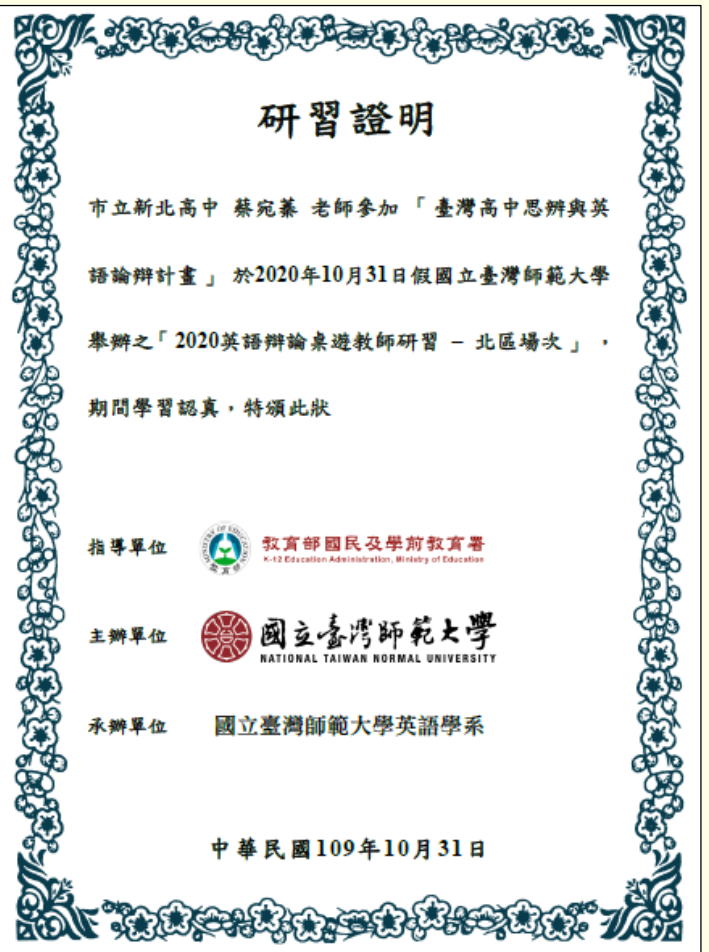 研習證明
市立新北高中 蔡宛蓁 老師參加 「 臺灣高中思辨與英
語論辯計畫 」 於2020年10月31日假國立臺灣師範大學
舉辦之「 2020英語辯論桌遊教師研習 – 北區場次 」 ,
期間學習認真，特頒此狀
指導單位 MINISTRY OF EDUCATION 教育部 教育部國民及學前教育署
K-12 Education Administration, Ministry of Education
主辦單位 國立臺灣師範大學
NATIONAL TAIWAN NORMAL UNIVERSITY
承辦單位 國立臺灣師範大學英語學系
中華民國109年10月31日